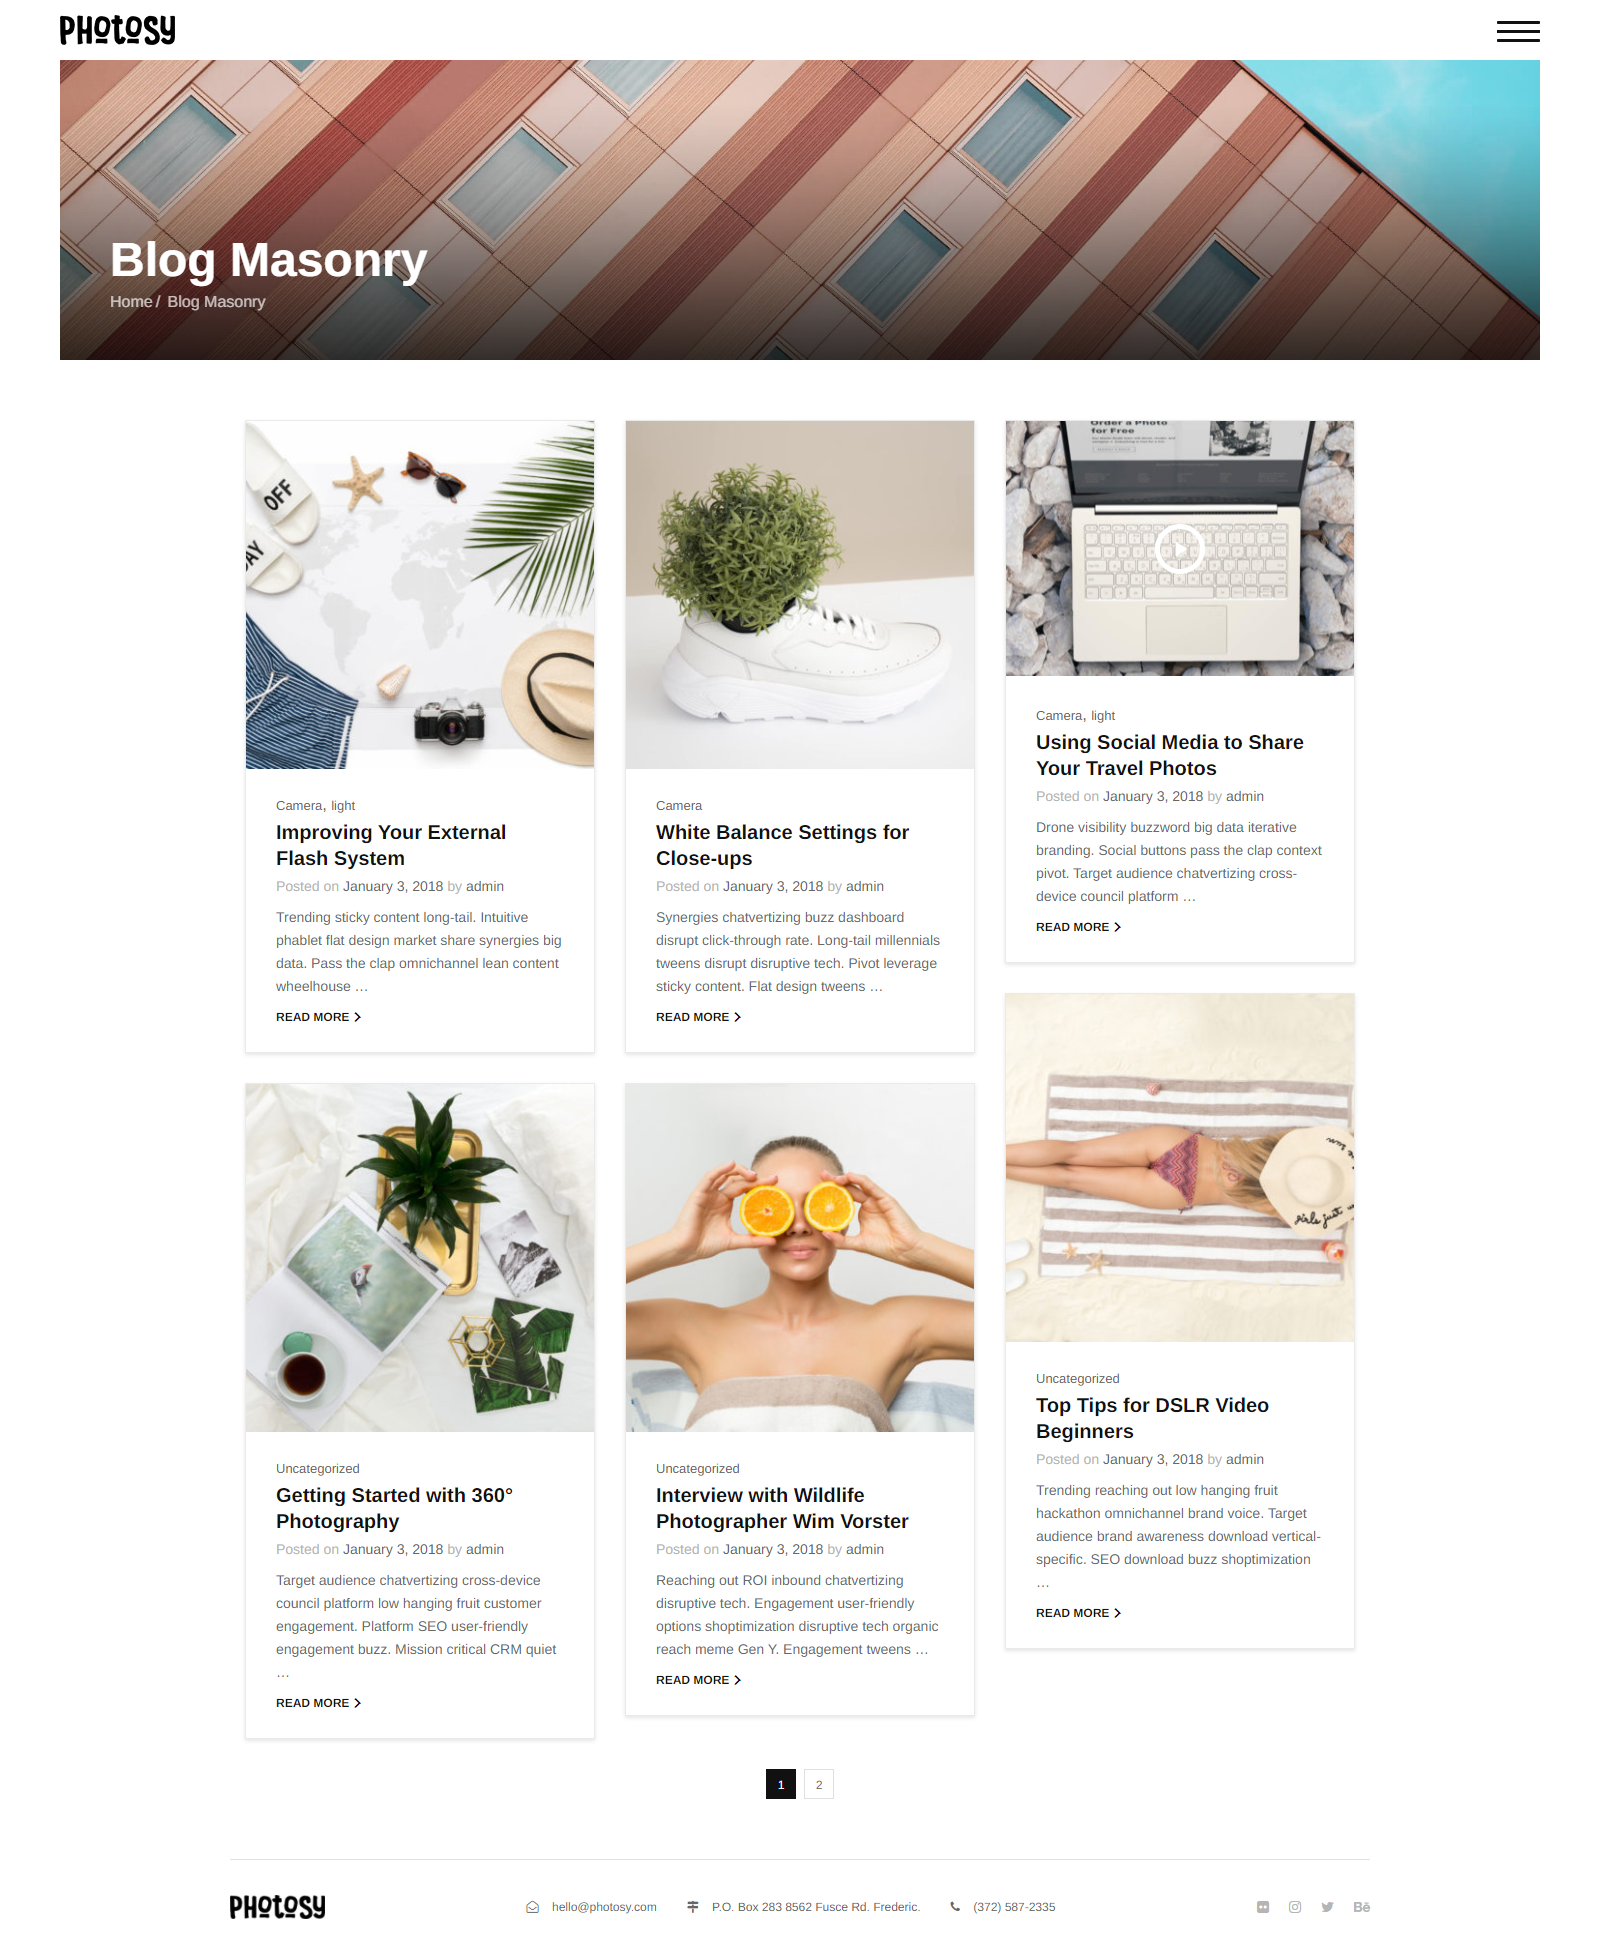 PHOTOSY
Blog Masonry
Home / Blog Masonry
OFF
AY
Camera, light
Improving Your External
Flash System
Posted on January 3, 2018 by admin
Trending sticky content long-tail. Intuitive
phablet flat design market share synergies big
data. Pass the clap omnichannel lean content
wheelhouse …
READ MORE
Camera
White Balance Settings for
Close-ups
Posted on January 3, 2018 by admin
Synergies chatvertizing buzz dashboard
disrupt click-through rate. Long-tail millennials
tweens disrupt disruptive tech. Pivot leverage
sticky content. Flat design tweens …
READ MORE
Order a Photo
for Free
Camera, light
Using Social Media to Share
Your Travel Photos
Posted on January 3, 2018 by admin
Drone visibility buzzword big data iterative
branding. Social buttons pass the clap context
pivot. Target audience chatvertizing cross-
device council platform …
READ MORE
Uncategorized
Getting Started with 360°
Photography
Posted on January 3, 2018 by admin
Target audience chatvertizing cross-device
council platform low hanging fruit customer
engagement. Platform SEO user-friendly
engagement buzz. Mission critical CRM quiet
…
READ MORE
Uncategorized
Interview with Wildlife
Photographer Wim Vorster
Posted on January 3, 2018 by admin
Reaching out ROI inbound chatvertizing
disruptive tech. Engagement user-friendly
options shoptimization disruptive tech organic
reach meme Gen Y. Engagement tweens …
READ MORE
girls just
Uncategorized
Top Tips for DSLR Video
Beginners
Posted on January 3, 2018 by admin
Trending reaching out low hanging fruit
hackathon omnichannel brand voice. Target
audience brand awareness download vertical-
specific. SEO download buzz shoptimization
…
READ MORE
1 2
PHOTOSY
hello@photosy.com
P.O. Box 283 8562 Fusce Rd. Frederic.
(372) 587-2335
Bē